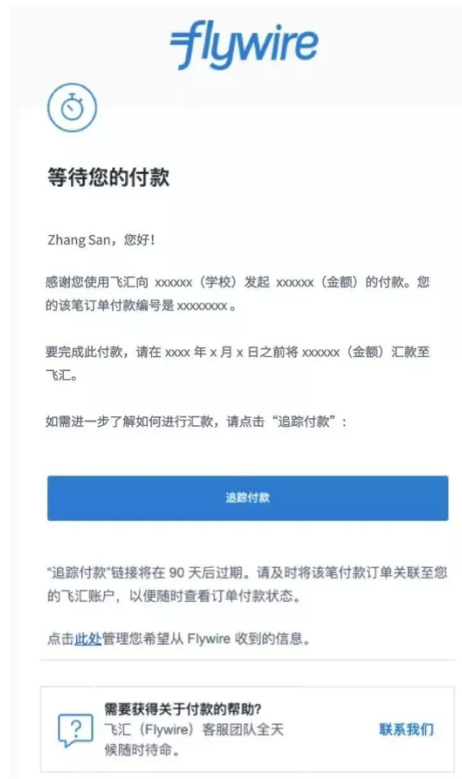 flywire
等待您的付款
Zhang San，您好！
感谢您使用飞汇向 xxxxxx（学校）发起 xxxxxx（金额）的付款。您
的该笔订单付款编号是 xxxxxxxx 。
要完成此付款，请在 xxxx 年 x 月 x 日之前将 xxxxxx（金额）汇款至
飞汇。
如需进一步了解如何进行汇款，请点击“追踪付款”：
追踪付款
“追踪付款”链接将在 90 天后过期。请及时将该笔付款订单关联至您
的飞汇账户，以便随时查看订单付款状态。
点击此处管理您希望从 Flywire 收到的信息。
需要获得关于付款的帮助?
飞汇（Flywire）客服团队全天
候随时待命。
联系我们